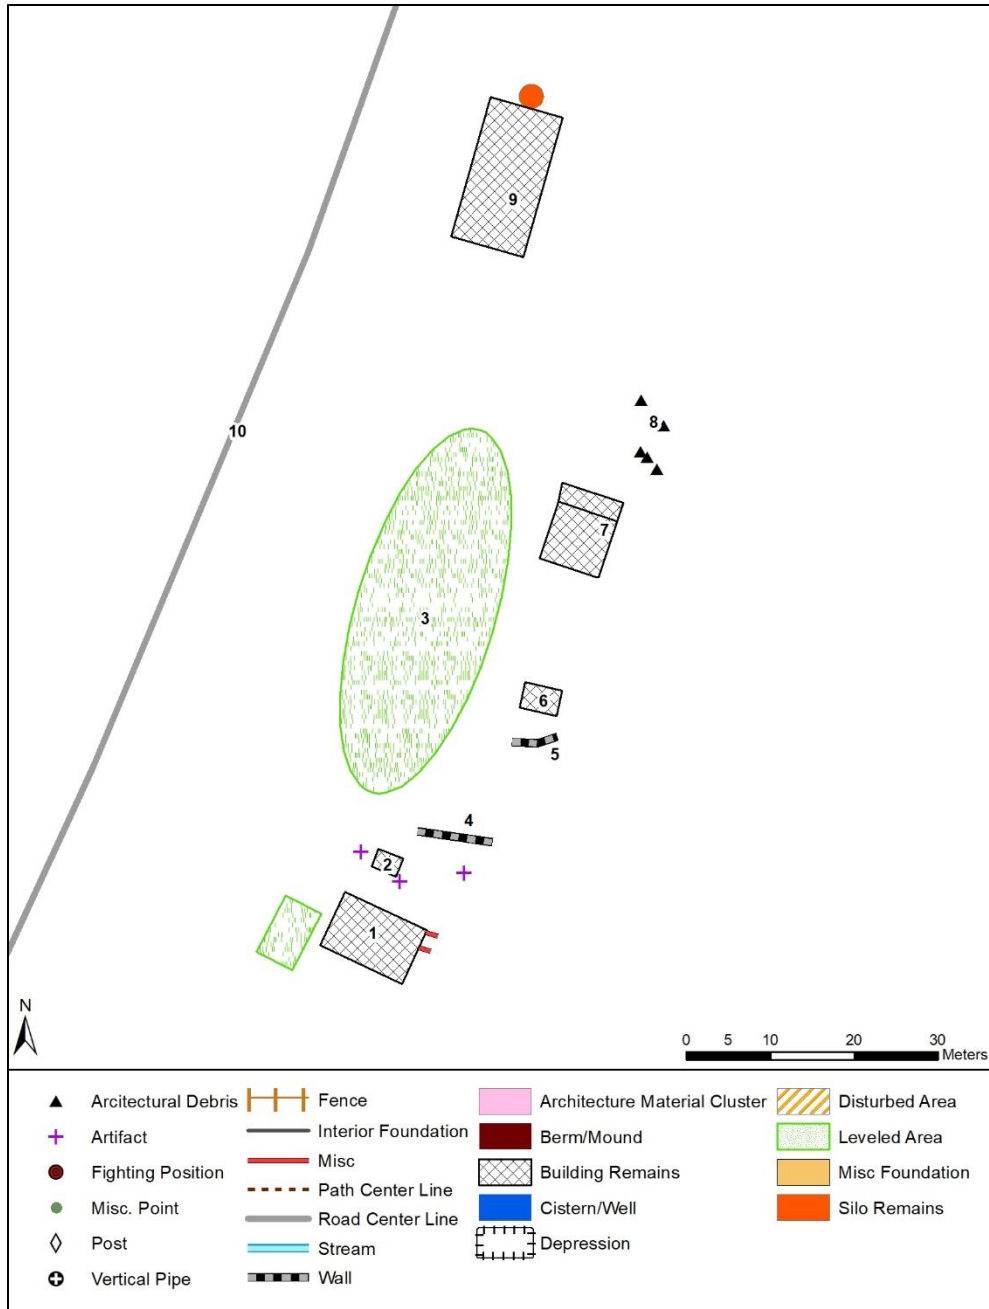 9
8
10
7
3
6
5
4
2
1
N
0 5 10 20 30
Meters
Arcitectural Debris
Artifact
Fighting Position
Misc. Point
Post
Vertical Pipe
Fence
Interior Foundation
Misc
Path Center Line
Road Center Line
Stream
Wall
Architecture Material Cluster
Berm/Mound
Building Remains
Cistern/Well
Depression
Disturbed Area
Leveled Area
Misc Foundation
Silo Remains